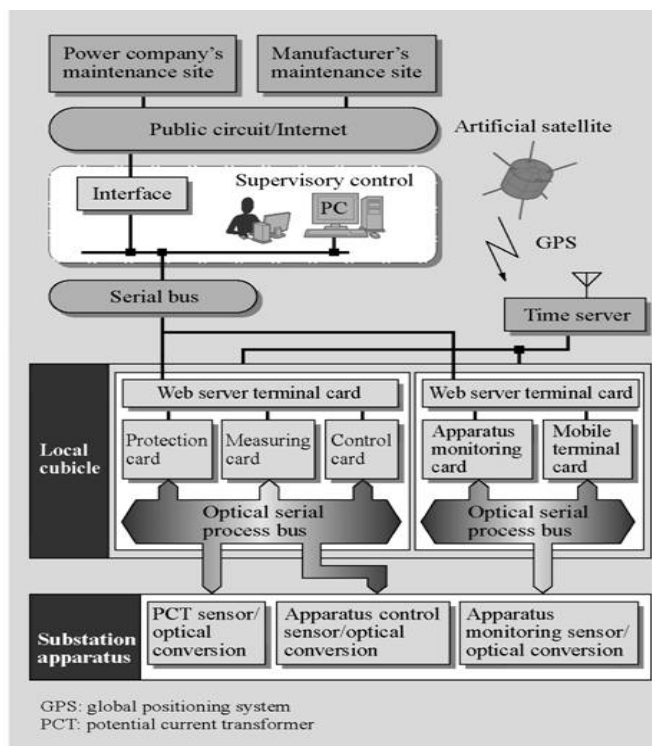 Power company's
maintenance site
Manufacturer's
maintenance site
Public circuit/Internet
Artificial satellite
Interface
Supervisory control
PC
GPS
Serial bus
Time server
Local
cubicle
Web server terminal card
Protection
card
Measuring
card
Control
card
Optical serial
process bus
Web server terminal card
Apparatus
monitoring
card
Mobile
terminal
card
Optical serial
process bus
Substation
apparatus
PCT sensor/
optical
conversion
Apparatus control
sensor/optical
conversion
Apparatus
monitoring sensor/
optical conversion
GPS: global positioning system
PCT: potential current transformer